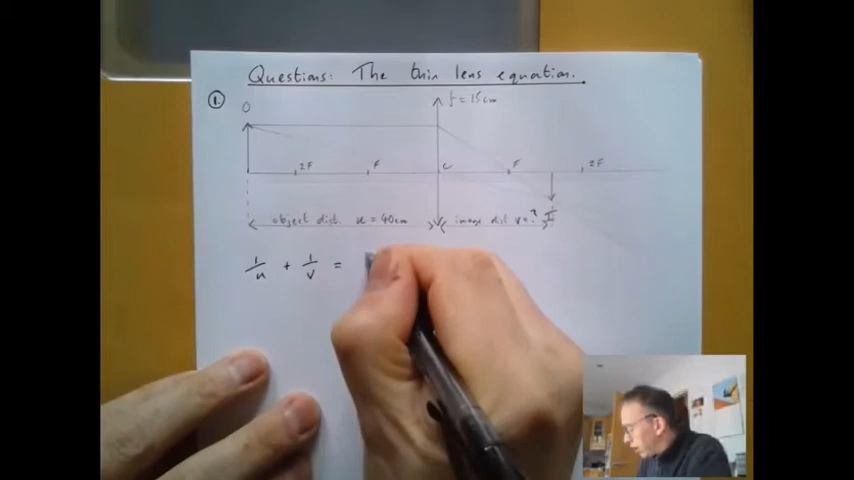 Questions: The thin lens equation.
1.
O
f = 15cm
2F F C F 2F
object dist. u = 40cm image dist v = ?
1/u + 1/v =